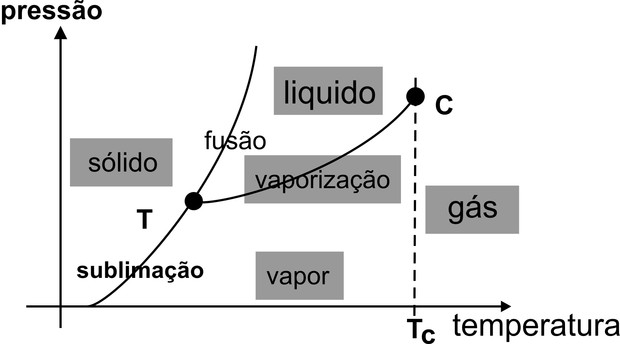 pressão
liquido
C
fusão
sólido
vaporização
T
gás
sublimação
vapor
Tc temperatura